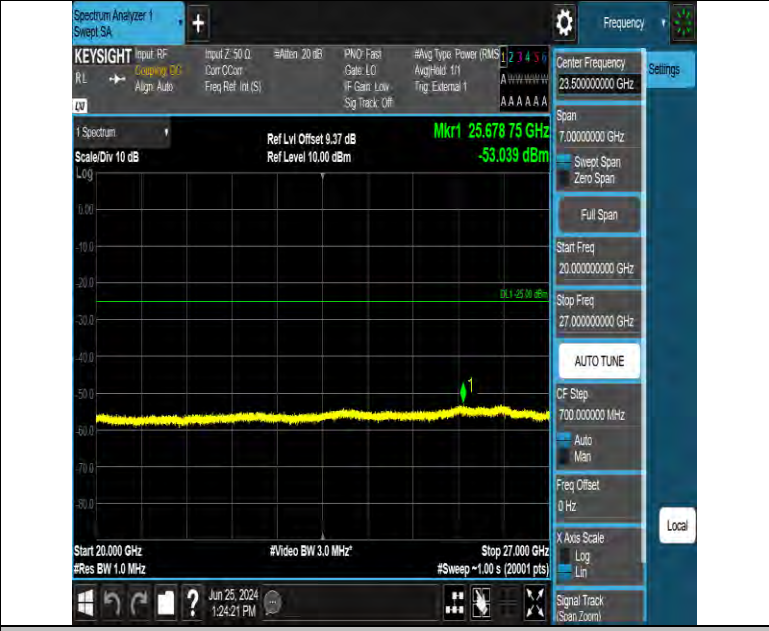 Spectrum Analyzer 1
Swept SA
+
Frequency
KEYSIGHT
Input: RF
Coupling: DC
Align: Auto
Input Z: 50 Ω
Corr CCorr
Freq Ref: Int (S)
#Atten: 20 dB
PNO: Fast
Gate: LO
IF Gain: Low
Sig Track: Off
#Avg Type: Power (RMS
Avg|Hold: 1/1
Trig: External 1
1 2 3 4 5 6
A W W W W W
A A A A A A
RL
LXI
Center Frequency
23.500000000 GHz
Settings
1 Spectrum
Scale/Div 10 dB
Ref Lvl Offset 9.37 dB
Ref Level 10.00 dBm
Mkr1 25.678 75 GHz
-53.039 dBm
Log
0.00
-10.0
-20.0
-30.0
-40.0
-50.0
-60.0
-70.0
-80.0
DL1 -25.00 dBm
1
Span
7.00000000 GHz
Swept Span
Zero Span
Full Span
Start Freq
20.000000000 GHz
Stop Freq
27.000000000 GHz
AUTO TUNE
CF Step
700.000000 MHz
Auto
Man
Freq Offset
0 Hz
X Axis Scale
Log
Lin
Local
Signal Track
(Span Zoom)
Start 20.000 GHz
#Res BW 1.0 MHz
#Video BW 3.0 MHz*
Stop 27.000 GHz
#Sweep ~1.00 s (20001 pts)
?
Jun 25, 2024
1:24:21 PM